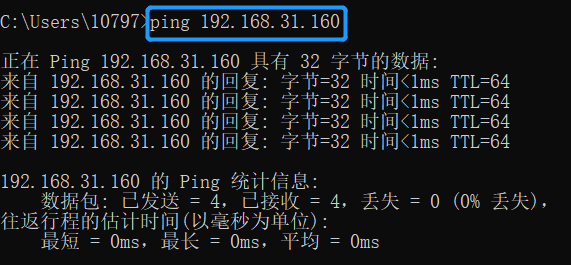 C:\Users\10797>ping 192.168.31.160
正在 Ping 192.168.31.160 具有 32 字节的数据:
来自 192.168.31.160 的回复: 字节=32 时间<1ms TTL=64
来自 192.168.31.160 的回复: 字节=32 时间<1ms TTL=64
来自 192.168.31.160 的回复: 字节=32 时间<1ms TTL=64
来自 192.168.31.160 的回复: 字节=32 时间<1ms TTL=64
192.168.31.160 的 Ping 统计信息:
数据包: 已发送 = 4，已接收 = 4，丢失 = 0 (0% 丢失)，
往返行程的估计时间(以毫秒为单位):
最短 = 0ms，最长 = 0ms，平均 = 0ms